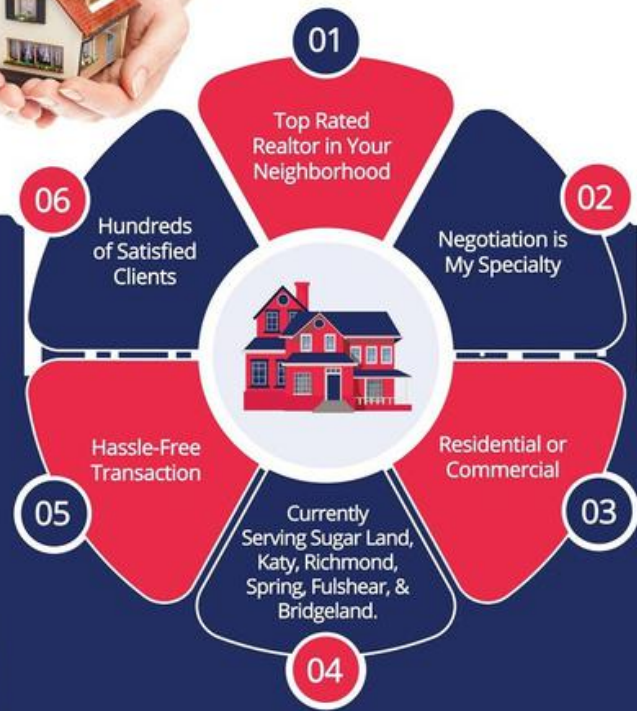 01
Top Rated
Realtor in Your
Neighborhood
02
Negotiation is
My Specialty
03
Residential or
Commercial
04
Currently
Serving Sugar Land,
Katy, Richmond,
Spring, Fulshear, &
Bridgeland.
05
Hassle-Free
Transaction
06
Hundreds
of Satisfied
Clients